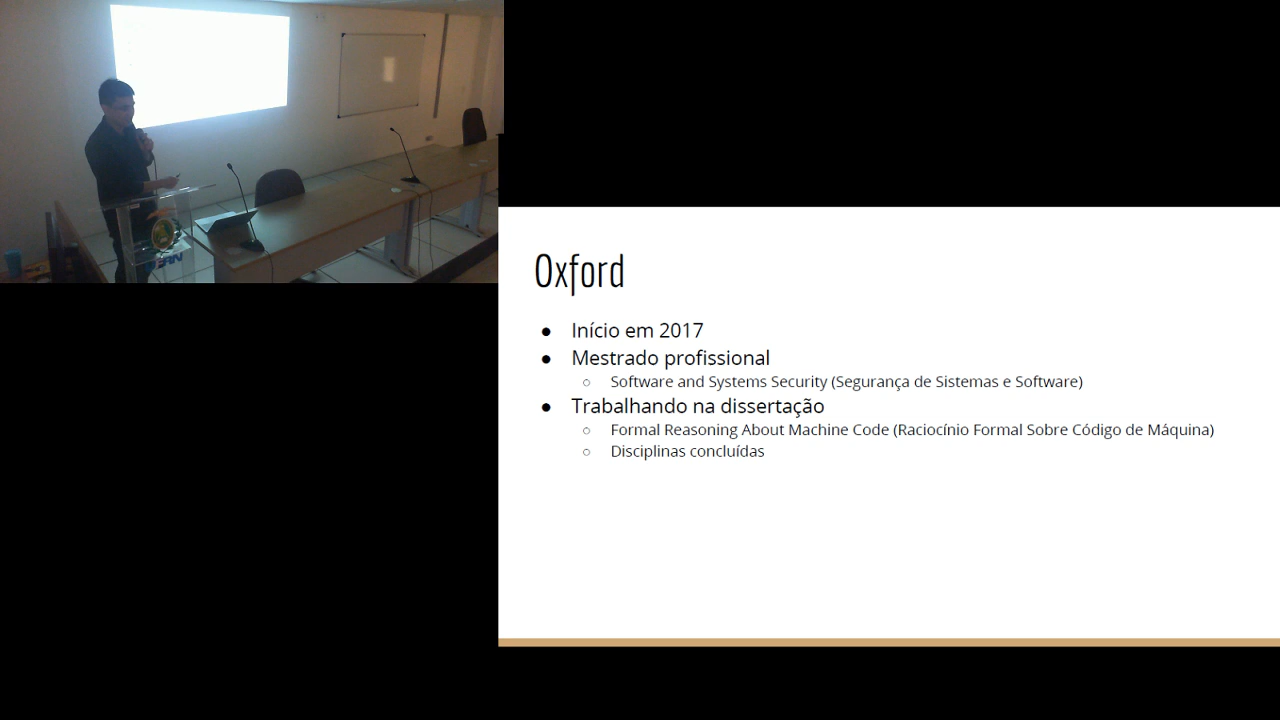 Oxford
● Início em 2017
● Mestrado profissional
○ Software and Systems Security (Segurança de Sistemas e Software)
● Trabalhando na dissertação
○ Formal Reasoning About Machine Code (Raciocínio Formal Sobre Código de Máquina)
○ Disciplinas concluídas